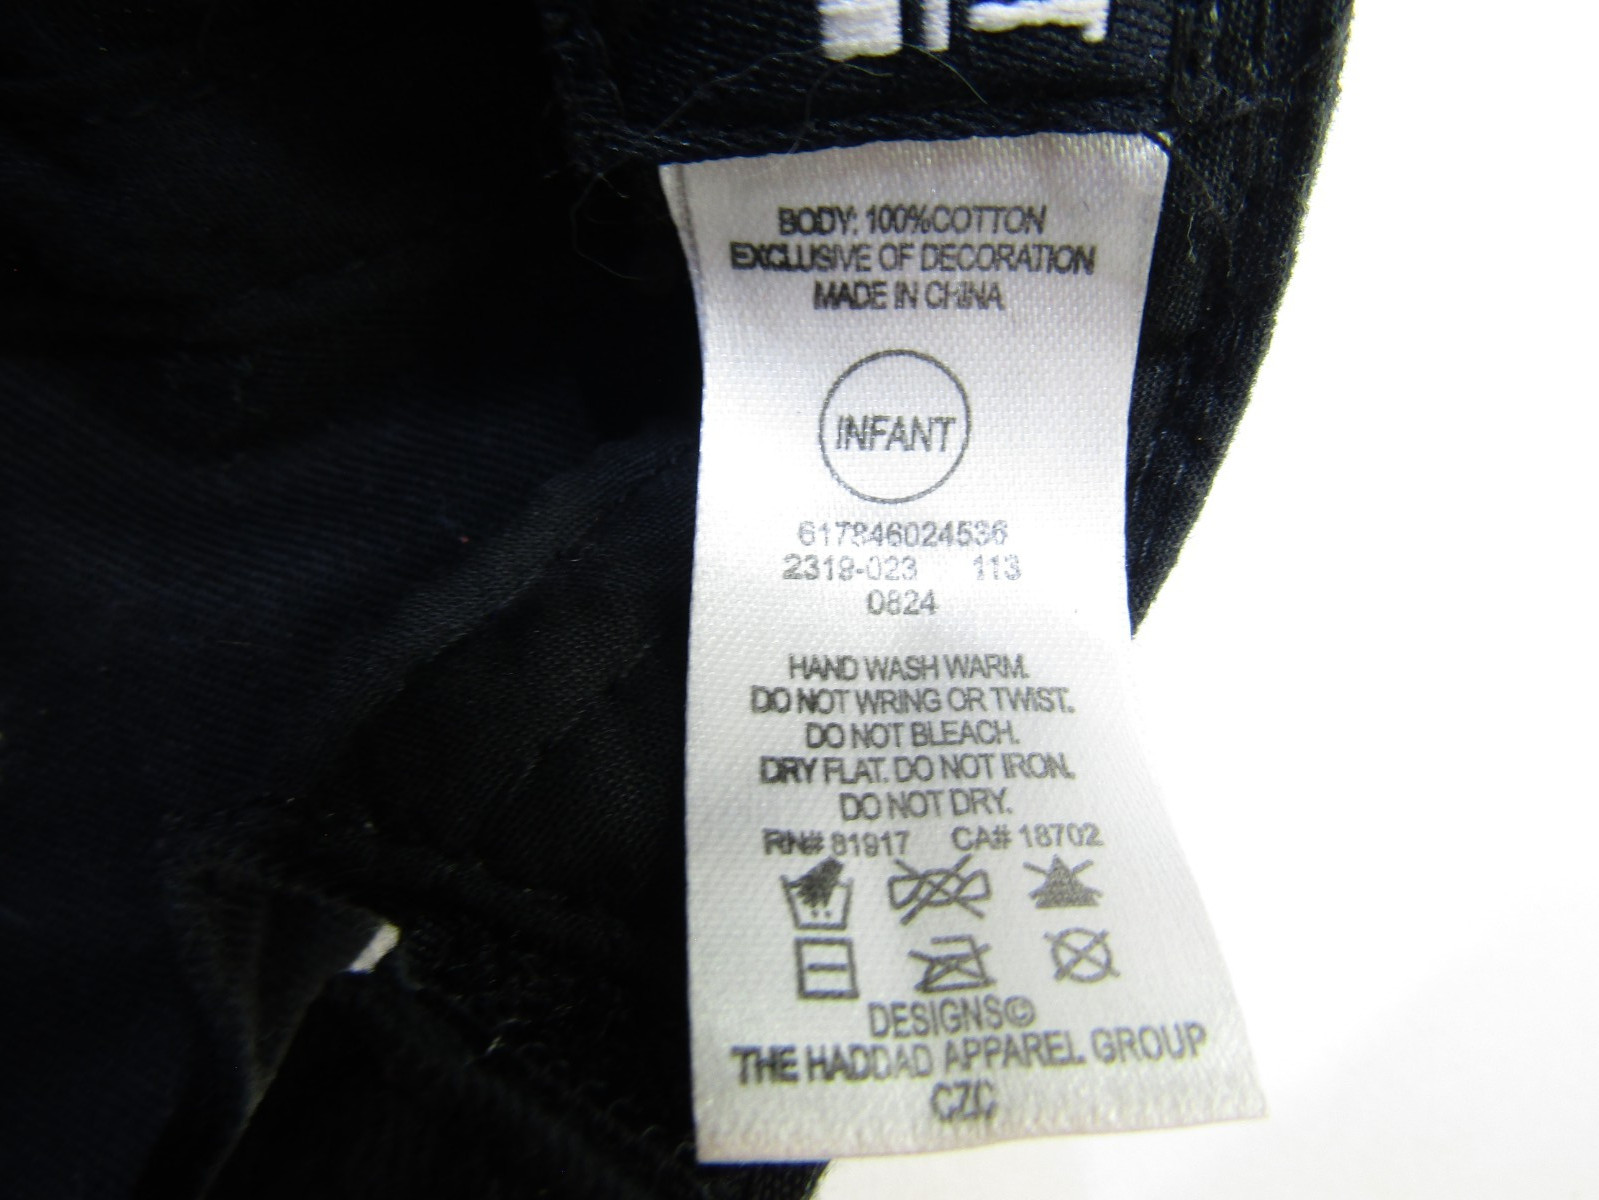 BODY: 100%COTTON
EXCLUSIVE OF DECORATION
MADE IN CHINA
INFANT
617846024536
2319-023 113
0824
HAND WASH WARM.
DO NOT WRING OR TWIST.
DO NOT BLEACH.
DRY FLAT. DO NOT IRON.
DO NOT DRY.
RN# 81917 CA# 18702
DESIGNS©
THE HADDAD APPAREL GROUP
CZC